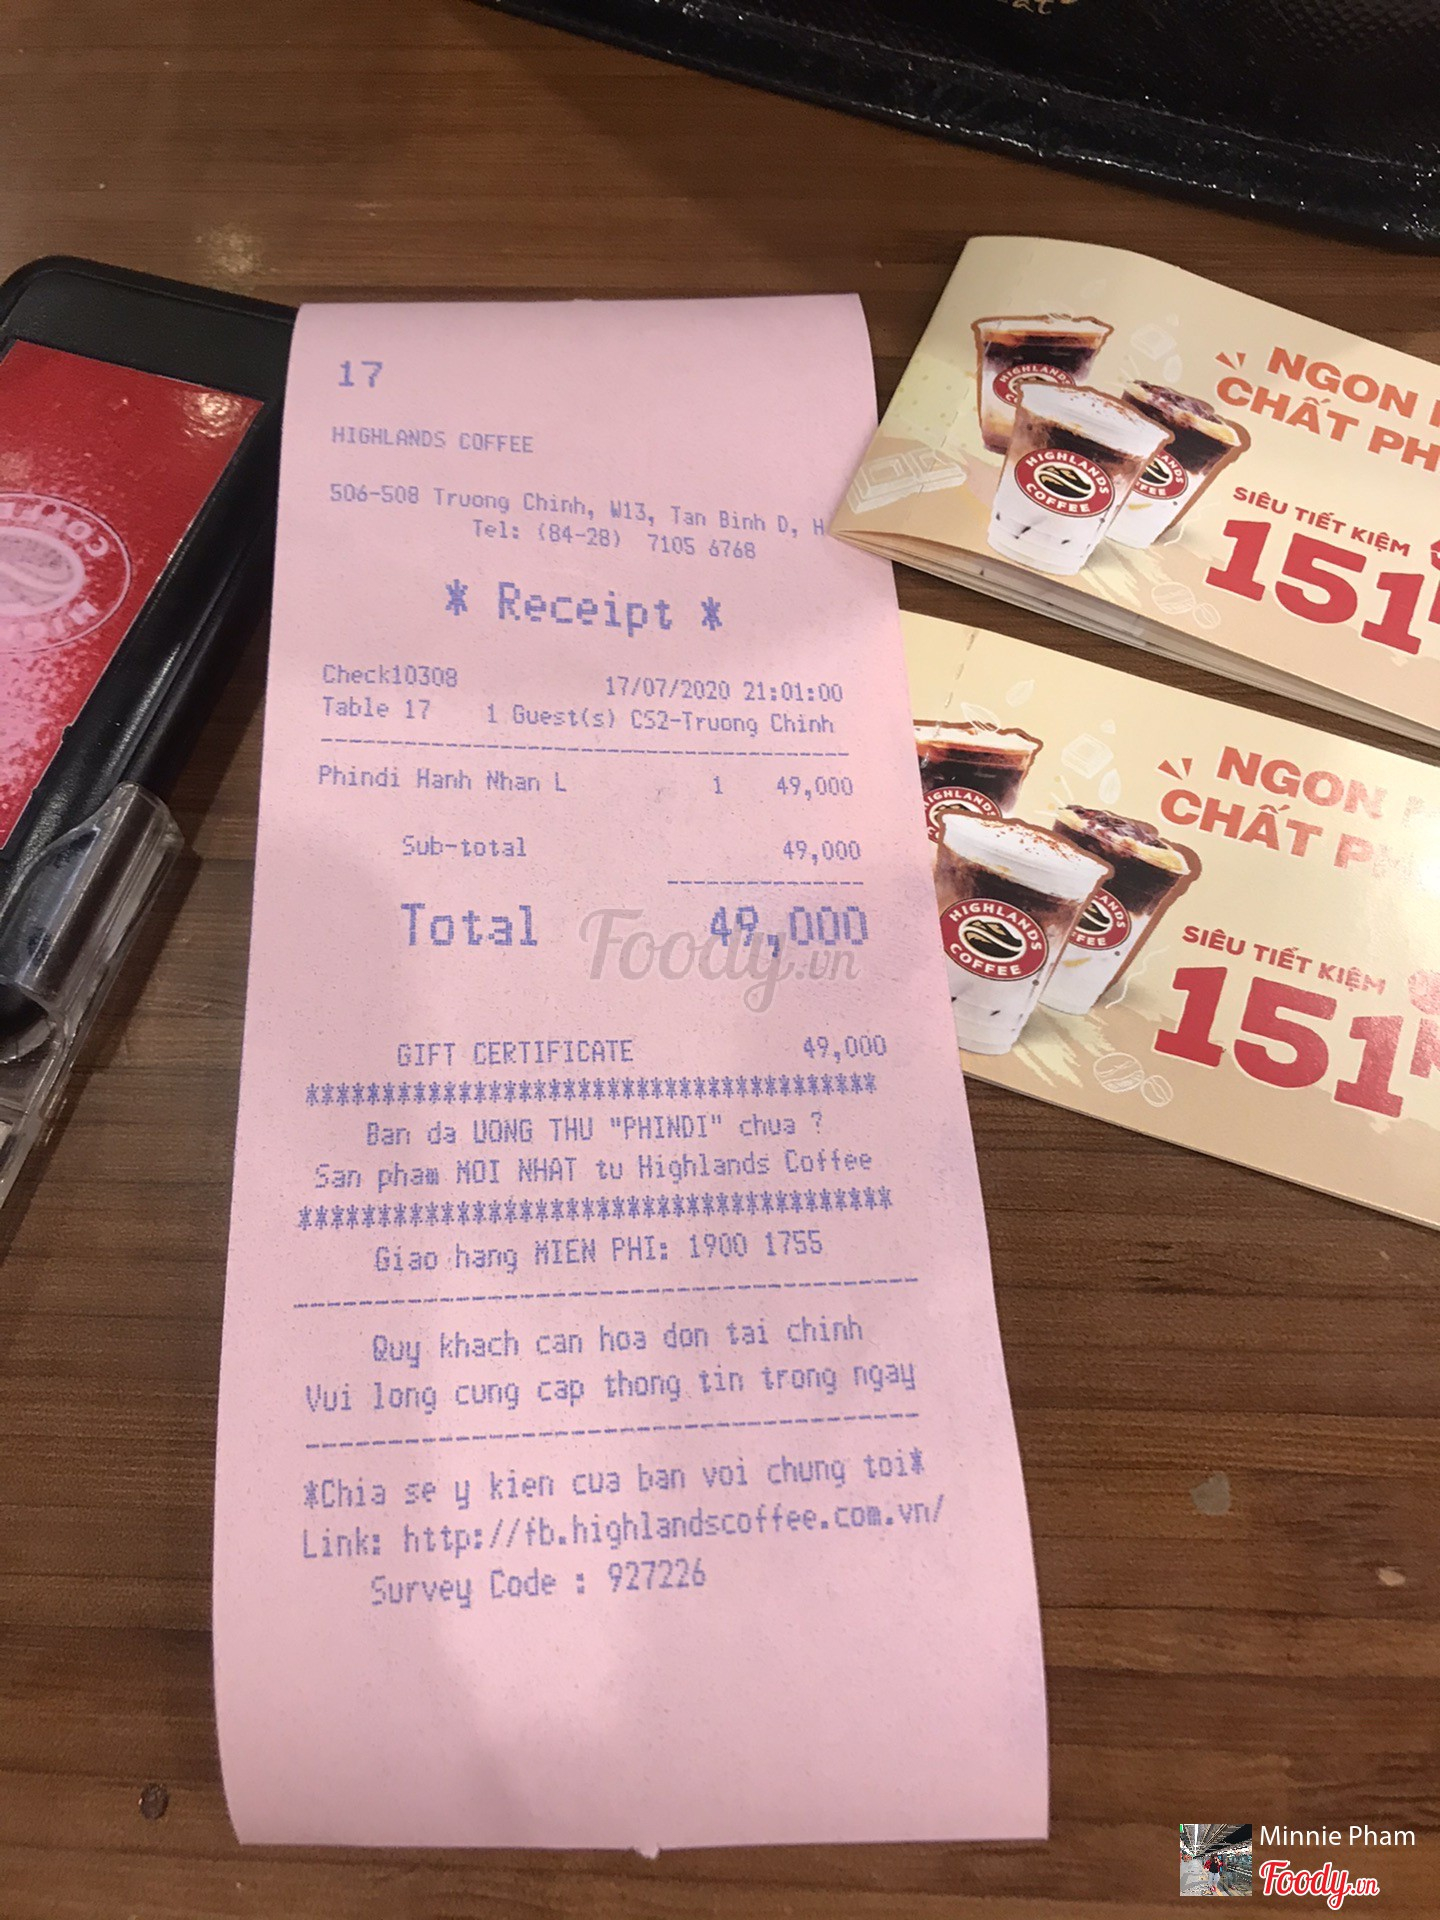 17
HIGHLANDS COFFEE
506-508 Truong Chinh, W13, Tan Binh D, H
Tel: (84-28) 7105 6768
* Receipt *
Check10308 17/07/2020 21:01:00
Table 17 1 Guest(s) CS2-Truong Chinh
Phindi Hanh Nhan L 1 49,000
Sub-total 49,000
Total 49,000
GIFT CERTIFICATE 49,000
*************************************
Ban da UONG THU "PHINDI" chua ?
San pham MOI NHAT tu Highlands Coffee
*************************************
Giao hang MIEN PHI: 1900 1755
Quy khach can hoa don tai chinh
Vui long cung cap thong tin trong ngay
*Chia se y kien cua ban voi chung toi*
Link: http://fb.highlandscoffee.com.vn/
Survey Code : 927226
NGON
CHẤT PH
SIÊU TIẾT KIỆM
151
HIGHLANDS COFFEE
NGON
CHẤT PH
SIÊU TIẾT KIỆM
151
HIGHLANDS COFFEE
Foody.vn
Minnie Pham
Foody.vn